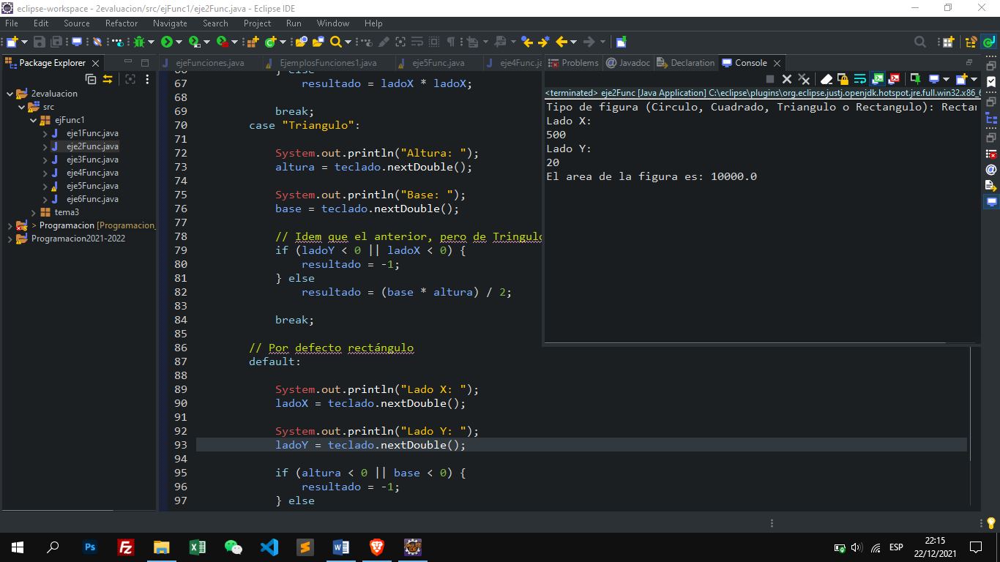 eclipse-workspace - 2evaluacion/src/ejFunc1/eje2Func.java - Eclipse IDE
File Edit Source Refactor Navigate Search Project Run Window Help
Package Explorer
ejeFunciones.java EjemplosFunciones1.java eje5Func.java eje4Func.ja
Problems Javadoc Declaration Console
2evaluacion
src
ejFunc1
eje1Func.java
eje2Func.java
eje3Func.java
eje4Func.java
eje5Func.java
eje6Func.java
tema3
> Programacion [Programacion_
Programacion2021-2022
66 } else
67 resultado = ladoX * ladoX;
68
69 break;
70 case "Triangulo":
71
72 System.out.println("Altura: ");
73 altura = teclado.nextDouble();
74
75 System.out.println("Base: ");
76 base = teclado.nextDouble();
77
78 // Idem que el anterior, pero de Tringulo
79 if (ladoY < 0 || ladoX < 0) {
80 resultado = -1;
81 } else
82 resultado = (base * altura) / 2;
83
84 break;
85
86 // Por defecto rectángulo
87 default:
88
89 System.out.println("Lado X: ");
90 ladoX = teclado.nextDouble();
91
92 System.out.println("Lado Y: ");
93 ladoY = teclado.nextDouble();
94
95 if (altura < 0 || base < 0) {
96 resultado = -1;
97 } else
<terminated> eje2Func [Java Application] C:\eclipse\plugins\org.eclipse.justj.openjdk.hotspot.jre.full.win32.x86_6
Tipo de figura (Circulo, Cuadrado, Triangulo o Rectangulo): Rectan
Lado X:
500
Lado Y:
20
El area de la figura es: 10000.0
ESP
22:15
22/12/2021